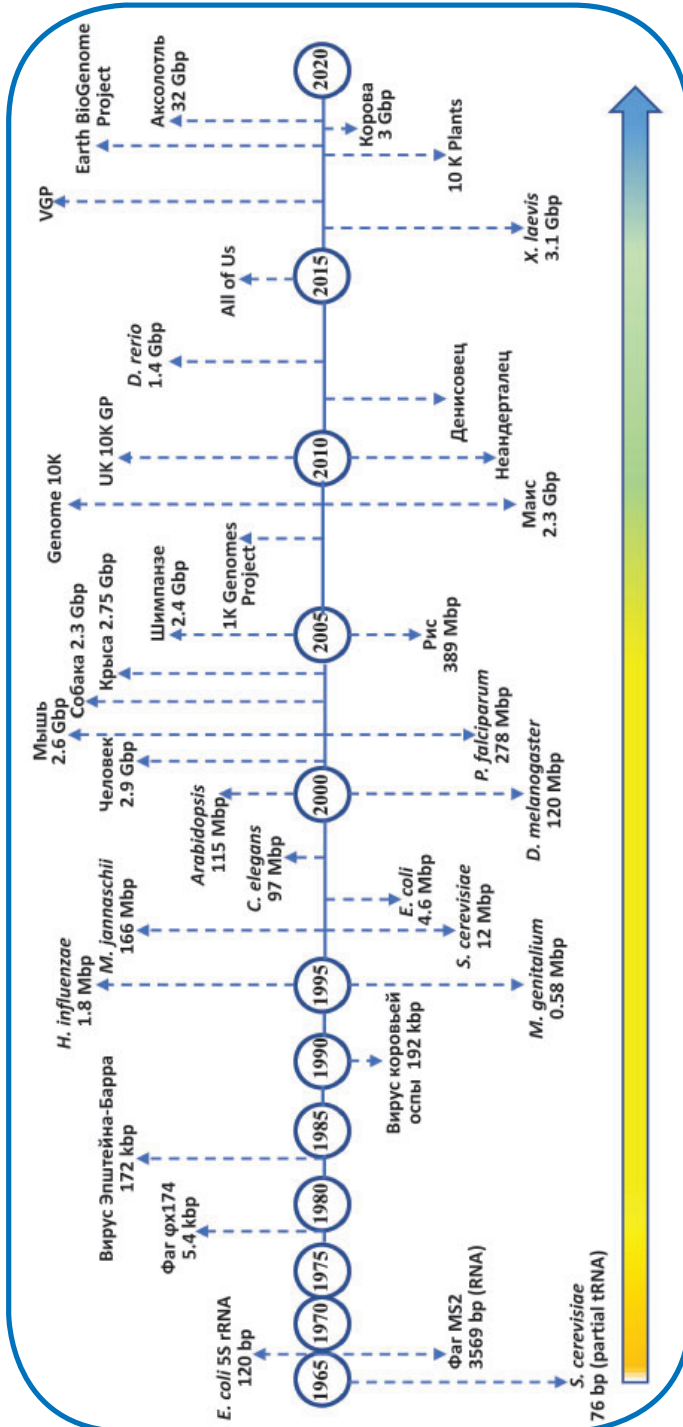 S. cerevisiae
76 bp (partial tRNA)
1965
E. coli 5S rRNA
120 bp
Фаг MS2
3569 bp (RNA)
1970
1975
Фаг φx174
5.4 kbp
1980
Вирус Эпштейна-Барра
172 kbp
1985
1990
Вирус коровьей
оспы 192 kbp
H. influenzae
1.8 Mbp
1995
M. genitalium
0.58 Mbp
M. jannaschii
166 Mbp
S. cerevisiae
12 Mbp
E. coli
4.6 Mbp
C. elegans
97 Mbp
Arabidopsis
115 Mbp
2000
D. melanogaster
120 Mbp
Человек
2.9 Gbp
Мышь
2.6 Gbp
P. falciparum
278 Mbp
Собака 2.3 Gbp
Крыса 2.75 Gbp
Шимпанзе
2.4 Gbp
2005
Рис
389 Mbp
1K Genomes
Project
Genome 10K
Маис
2.3 Gbp
UK 10K GP
2010
Неандерталец
Денисовец
D. rerio
1.4 Gbp
All of Us
2015
X. laevis
3.1 Gbp
VGP
10 K Plants
Earth BioGenome
Project
Корова
3 Gbp
Аксолотль
32 Gbp
2020